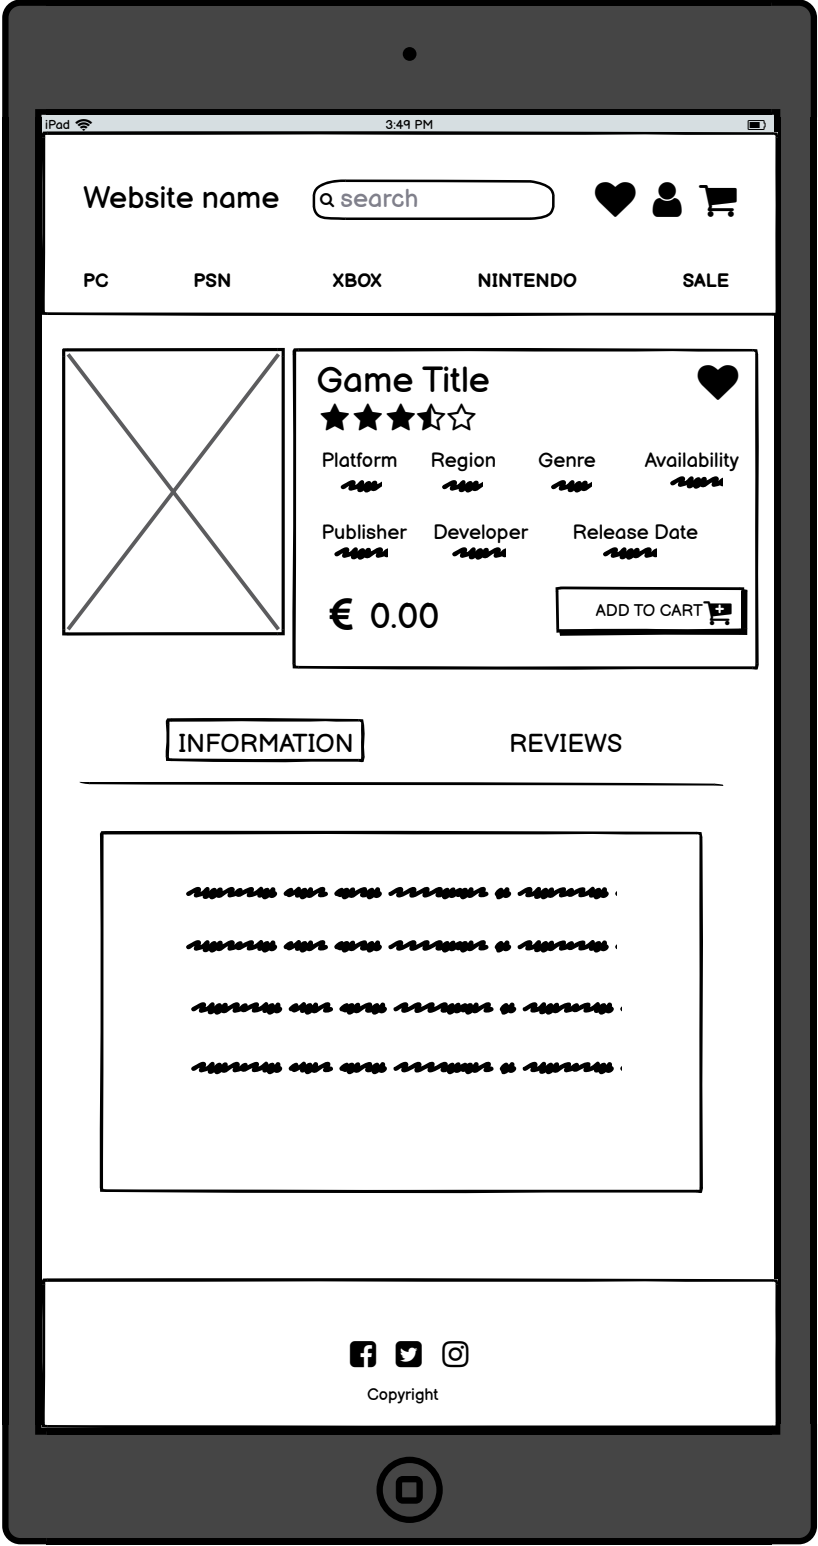 iPad 3:49 PM
Website name search
PC PSN XBOX NINTENDO SALE
Game Title
Platform Region Genre Availability
Publisher Developer Release Date
€ 0.00 ADD TO CART
INFORMATION REVIEWS
Copyright